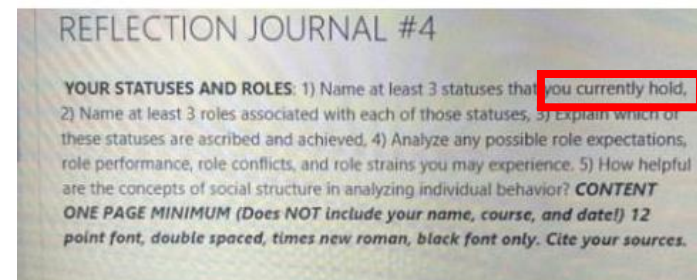 REFLECTION JOURNAL #4
YOUR STATUSES AND ROLES: 1) Name at least 3 statuses that you currently hold,
2) Name at least 3 roles associated with each of those statuses, 3) Explain which of
these statuses are ascribed and achieved, 4) Analyze any possible role expectations,
role performance, role conflicts, and role strains you may experience. 5) How helpful
are the concepts of social structure in analyzing individual behavior? CONTENT
ONE PAGE MINIMUM (Does NOT include your name, course, and date!) 12
point font, double spaced, times new roman, black font only. Cite your sources.